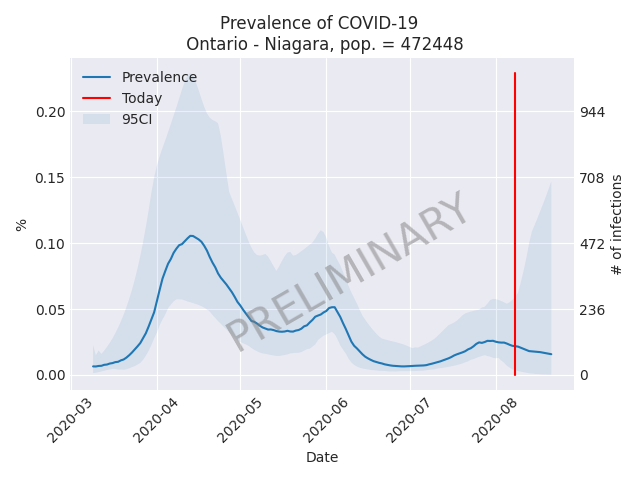 Prevalence of COVID-19
Ontario - Niagara, pop. = 472448
Prevalence
Today
95CI
PRELIMINARY
%
0.20
0.15
0.10
0.05
0.00
944
708
472
236
0
# of infections
2020-03
2020-04
2020-05
2020-06
2020-07
2020-08
Date